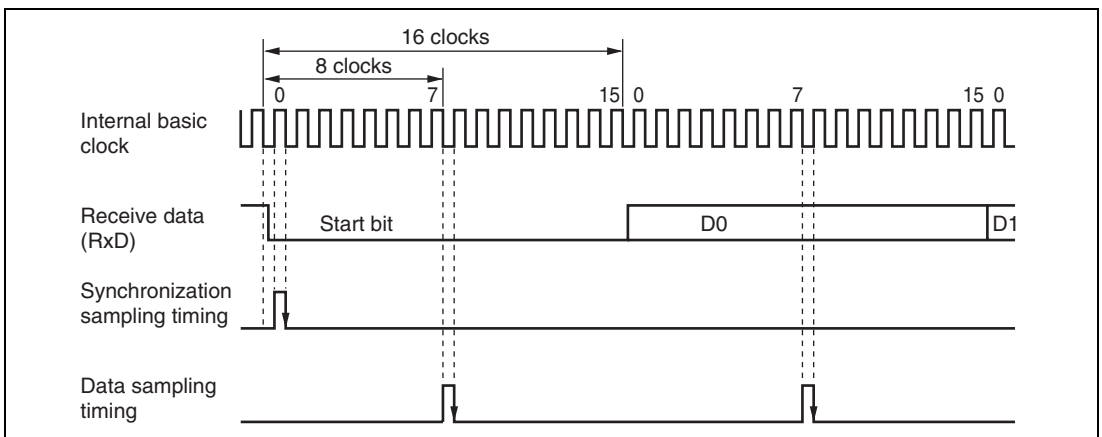 16 clocks
8 clocks
0 7 15 0 7 15 0
Internal basic
clock
Receive data
(RxD)
Start bit D0 D1
Synchronization
sampling timing
Data sampling
timing